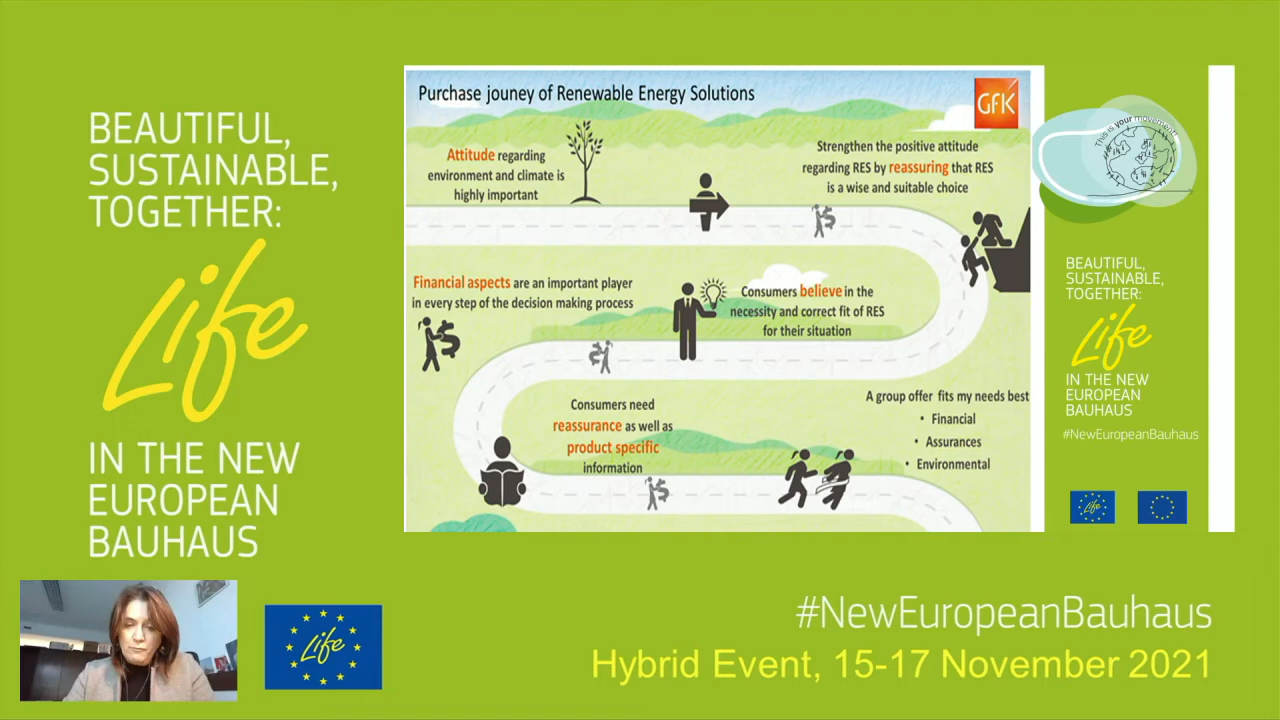 BEAUTIFUL,
SUSTAINABLE,
TOGETHER:
Life
IN THE NEW
EUROPEAN
BAUHAUS
Purchase jouney of Renewable Energy Solutions
GfK
Attitude regarding
environment and climate is
highly important
Strengthen the positive attitude
regarding RES by reassuring that RES
is a wise and suitable choice
Financial aspects are an important player
in every step of the decision making process
Consumers believe in the
necessity and correct fit of RES
for their situation
Consumers need
reassurance as well as
product specific
information
A group offer fits my needs best
• Financial
• Assurances
• Environmental
This is your movement!
BEAUTIFUL,
SUSTAINABLE,
TOGETHER:
Life
IN THE NEW
EUROPEAN
BAUHAUS
#NewEuropeanBauhaus
Life
Life
#NewEuropeanBauhaus
Hybrid Event, 15-17 November 2021